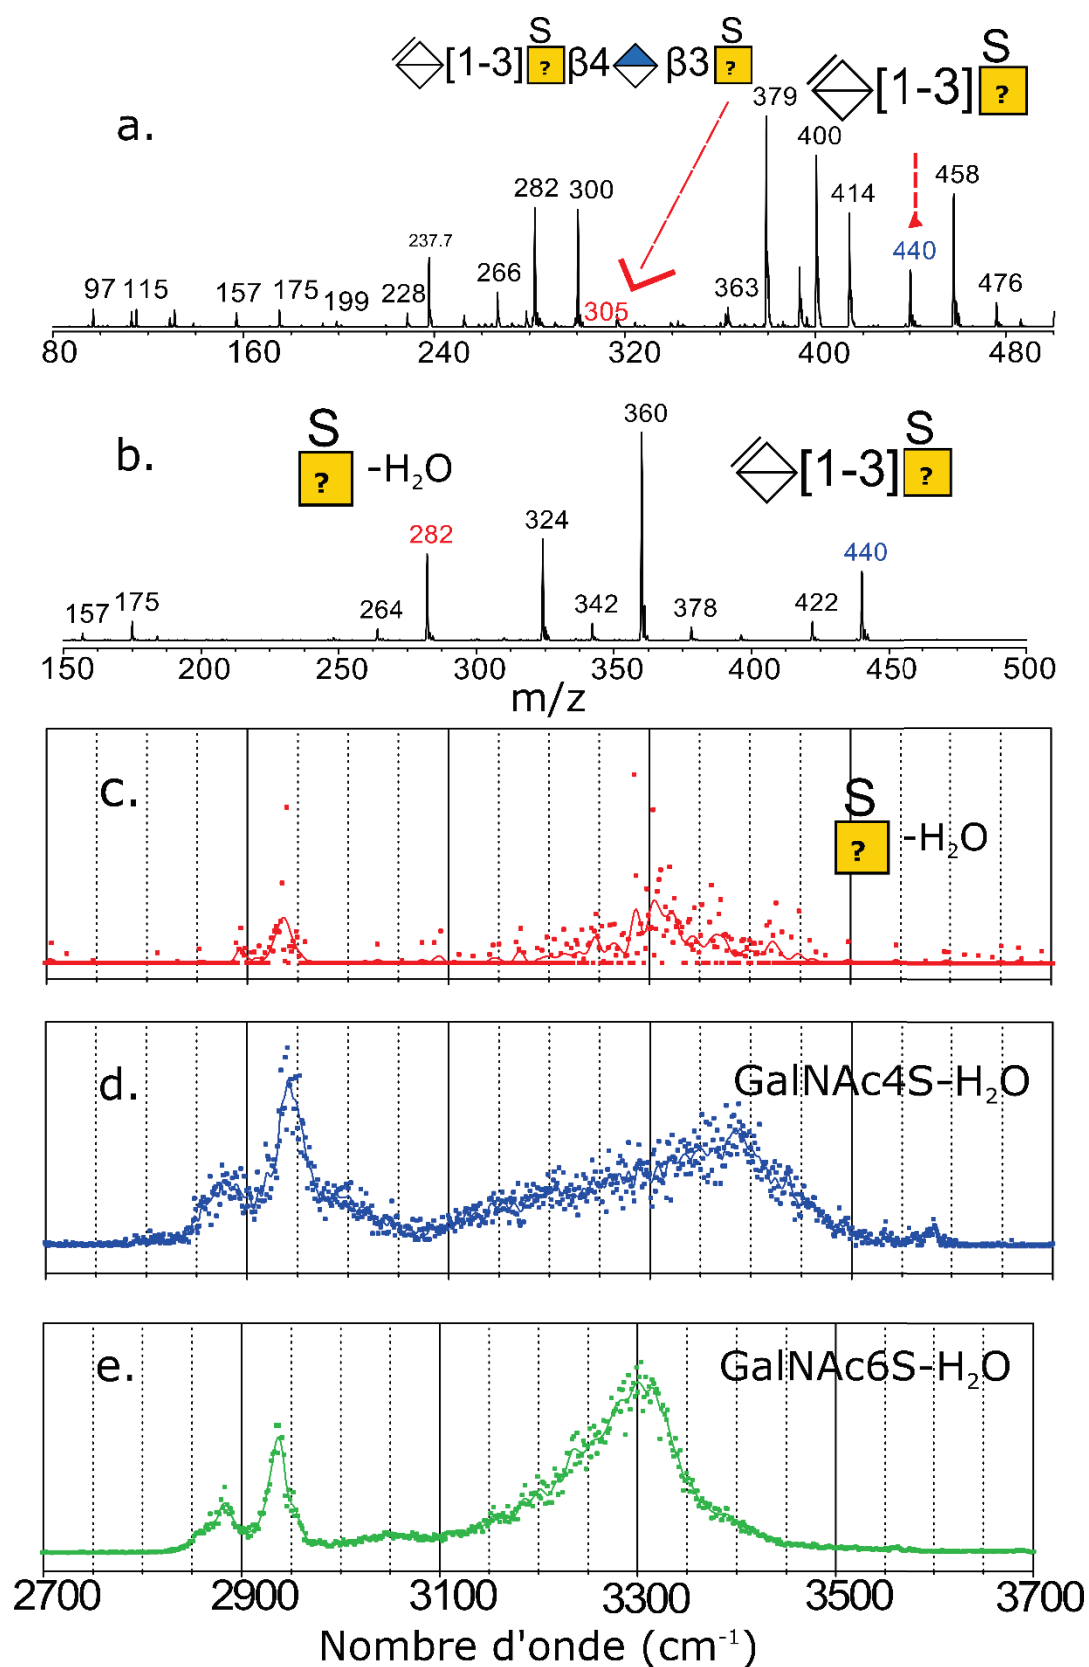 S S
[1-3] ? β4 β3 ?
S
[1-3] ?
a.
379
400
458
282
300
414
237.7
440
266
97
115
157
175
199
228
305
363
476
80 160 240 320 400 480
b.
S
? -H2O
360
S
[1-3] ?
282
324
440
157
175
264
342
378
422
150 200 250 300 350 400 450 500
m/z
c.
S
? -H2O
d.
GalNAc4S-H2O
e.
GalNAc6S-H2O
2700 2900 3100 3300 3500 3700
Nombre d'onde (cm-1)